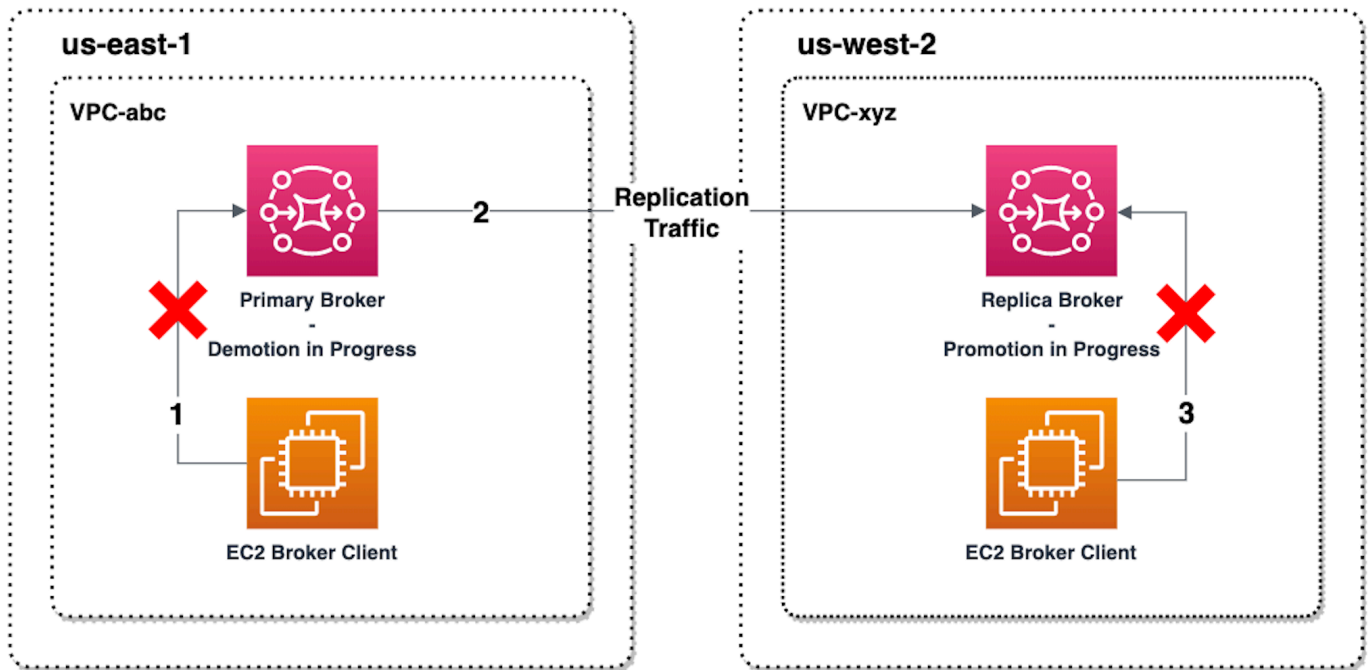 us-east-1
VPC-abc
Primary Broker
-
Demotion in Progress
1
EC2 Broker Client
2
Replication
Traffic
us-west-2
VPC-xyz
Replica Broker
-
Promotion in Progress
3
EC2 Broker Client